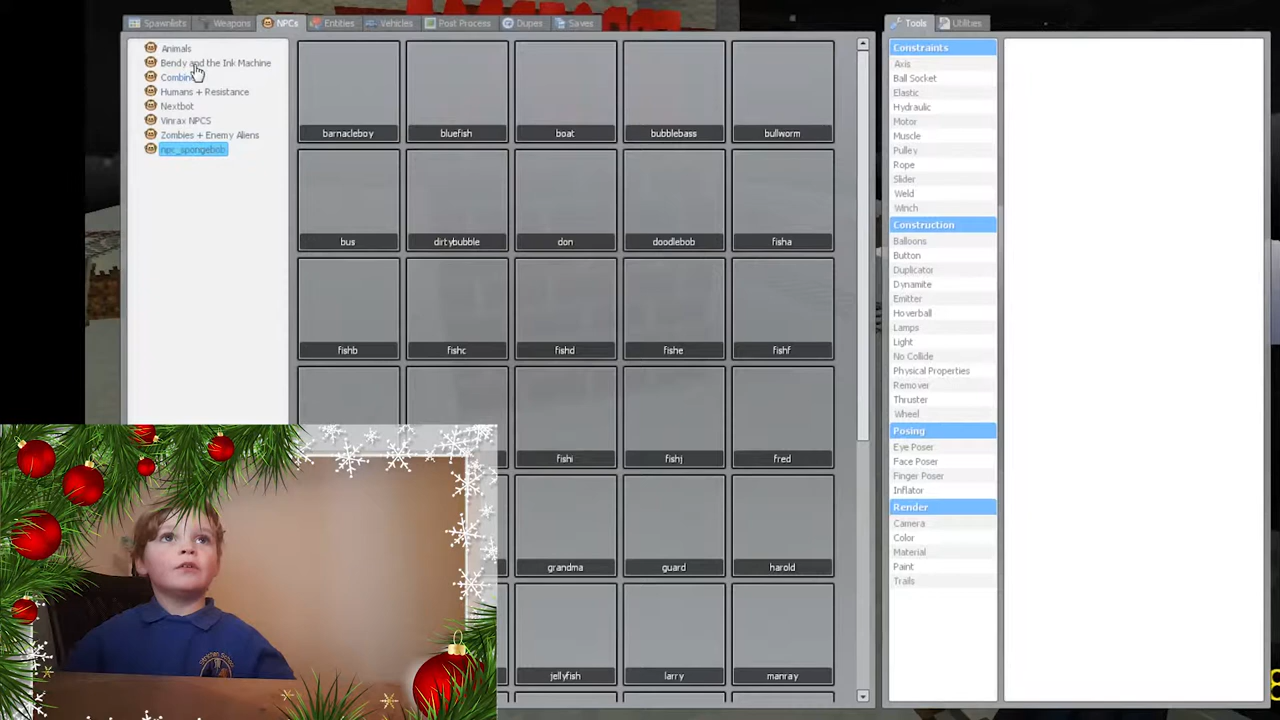 Spawnlists Weapons NPCs Entities Vehicles Post Process Dupes Saves Tools Utilities
Animals
Bendy and the Ink Machine
Humans + Resistance
Nextbot
Vinrax NPCS
Zombies + Enemy Aliens
npc_spongebob
barnacleboy bluefish boat bubblebass bullworm
bus dirtybubble don doodlebob fisha
fishb fishc fishd fishe fishf
fishi fishj fred
grandma guard harold
jellyfish larry manray
Constraints
Axis
Ball Socket
Elastic
Hydraulic
Motor
Muscle
Pulley
Rope
Slider
Weld
Winch
Construction
Balloons
Button
Duplicator
Dynamite
Emitter
Hoverball
Lamps
Light
No Collide
Physical Properties
Remover
Thruster
Wheel
Posing
Eye Poser
Face Poser
Finger Poser
Inflator
Render
Camera
Color
Material
Paint
Trails